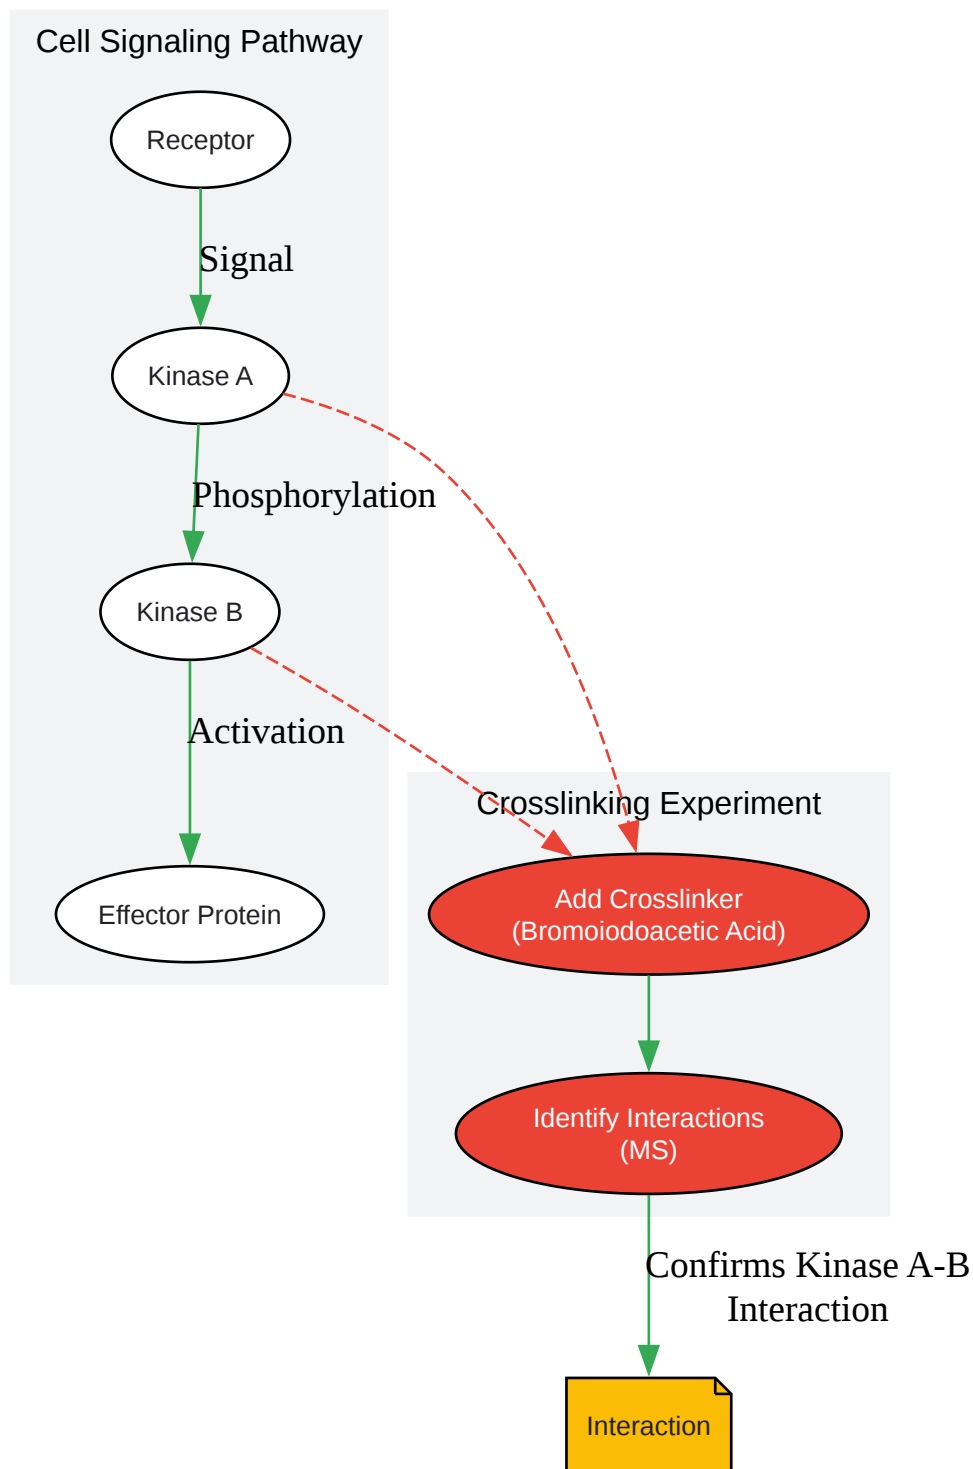 Cell Signaling Pathway
Receptor
Signal
Kinase A
Phosphorylation
Kinase B
Activation
Effector Protein
Crosslinking Experiment
Add Crosslinker
(Bromoiodoacetic Acid)
Identify Interactions
(MS)
Confirms Kinase A-B
Interaction
Interaction